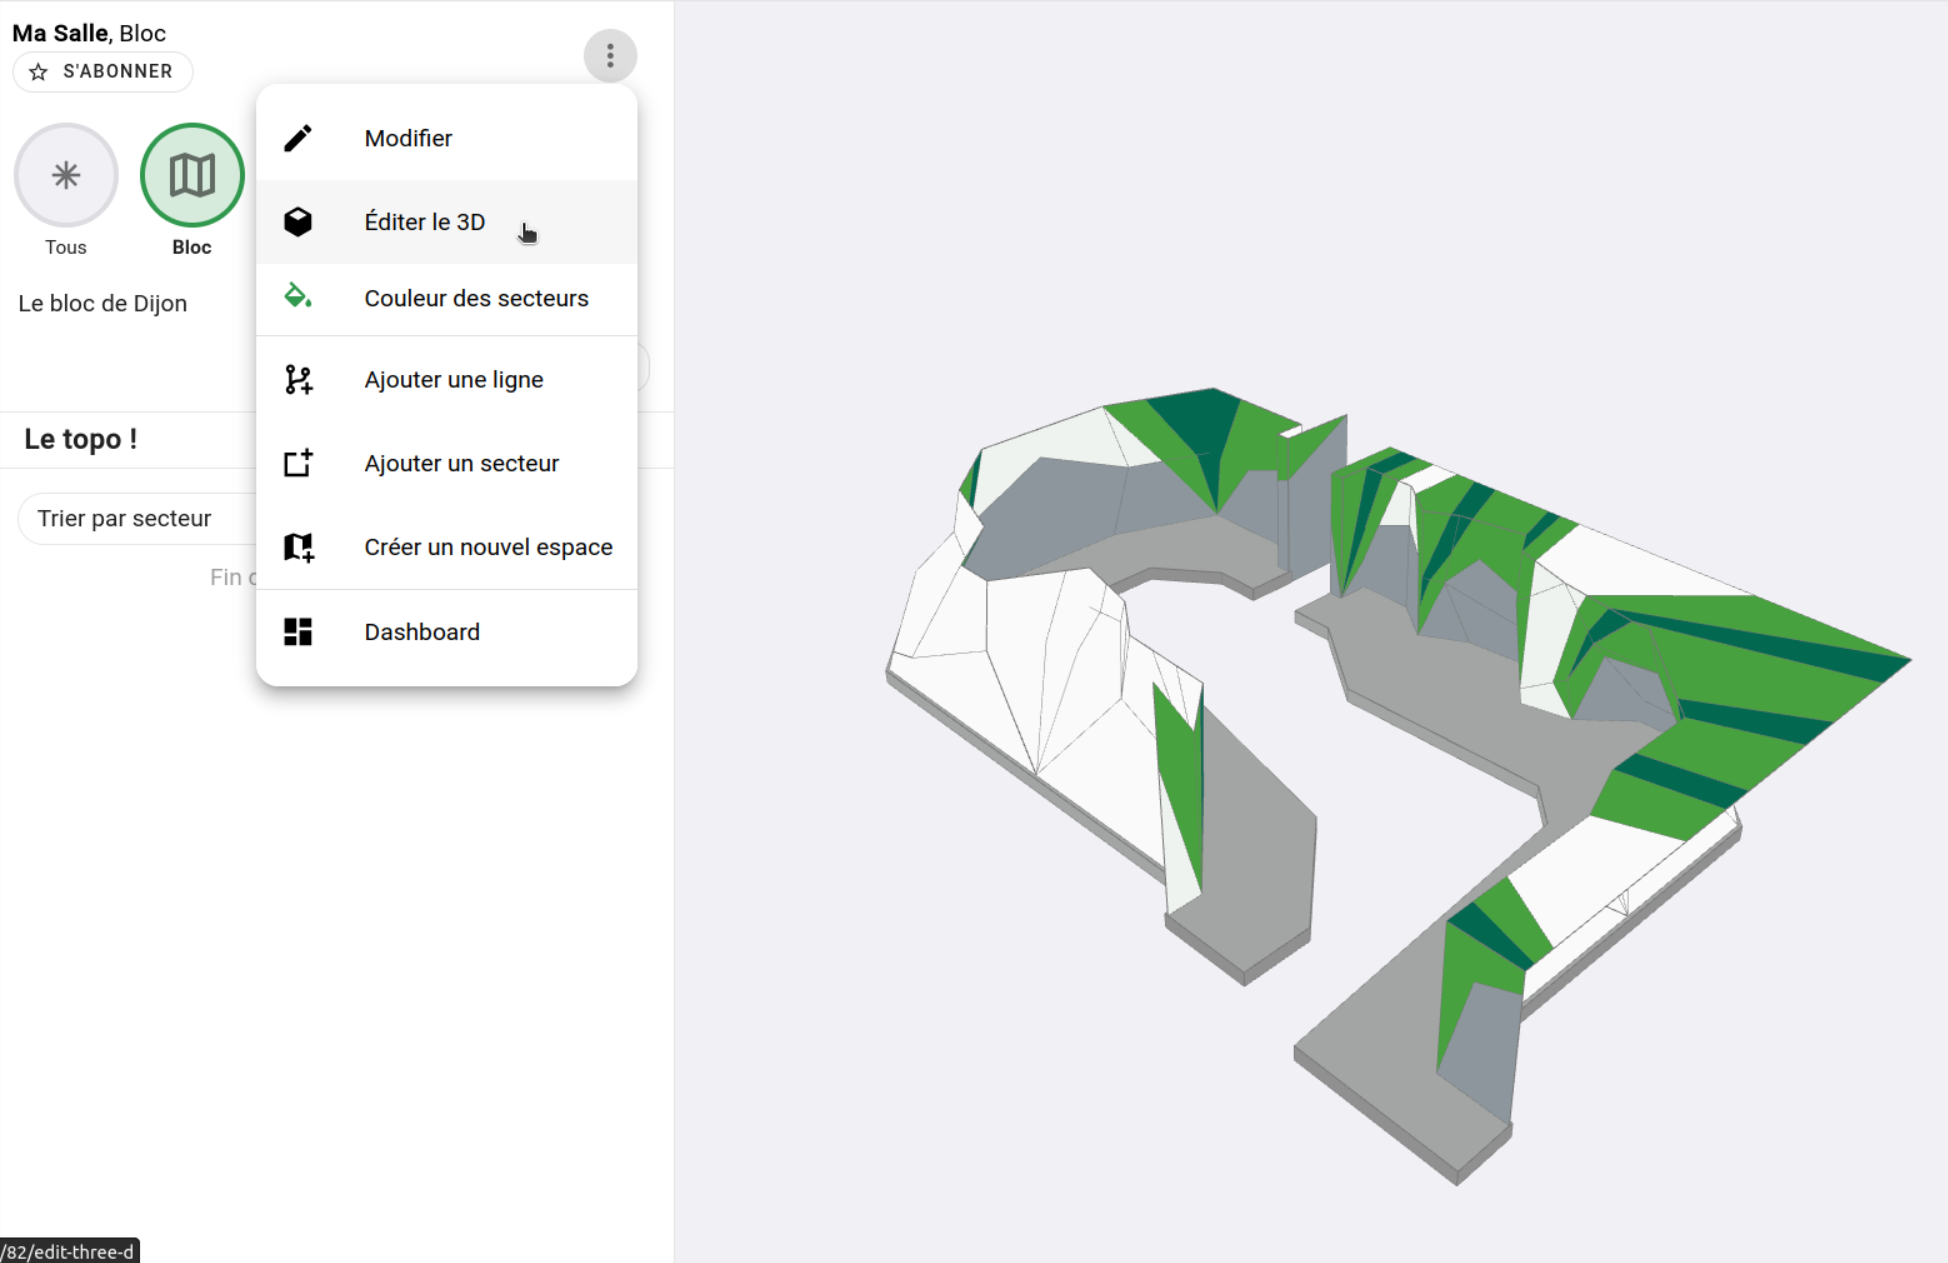 Ma Salle, Bloc
S'ABONNER
Tous
Bloc
Le bloc de Dijon
Le topo !
Trier par secteur
Fin
Modifier
Éditer le 3D
Couleur des secteurs
Ajouter une ligne
Ajouter un secteur
Créer un nouvel espace
Dashboard
/82/edit-three-d